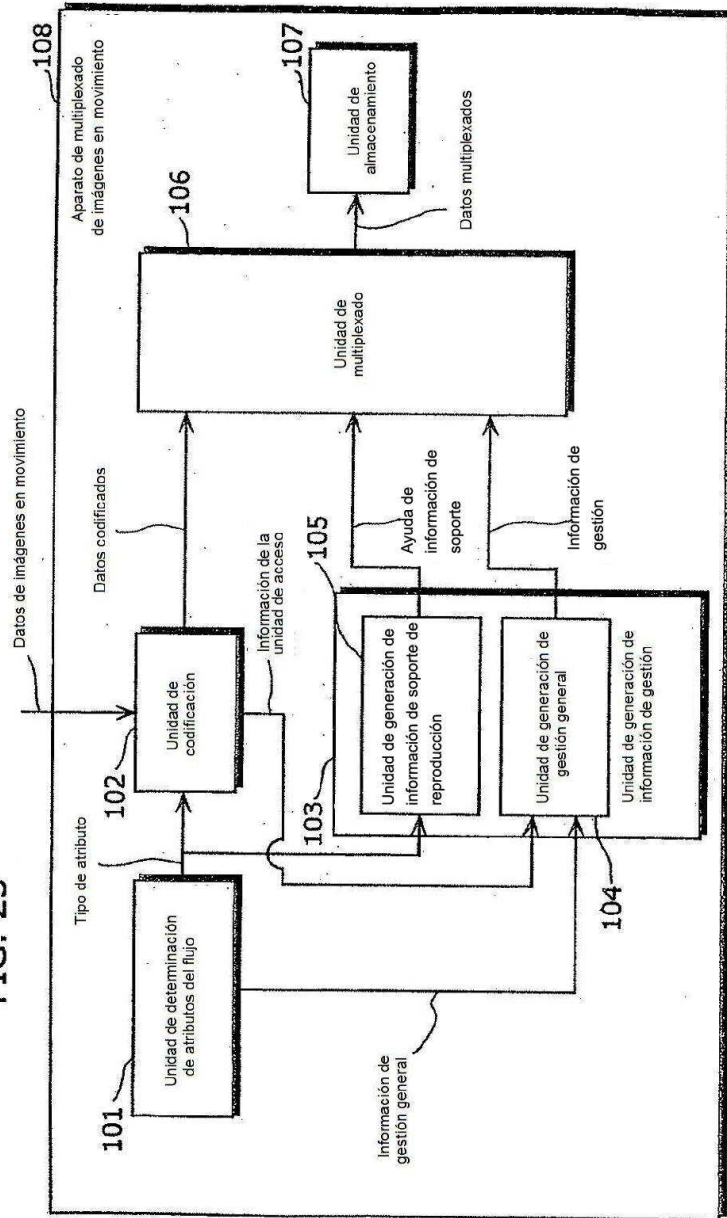 FIG. 25
108
Aparato de multiplexado
de imágenes en movimiento
Datos de imágenes en movimiento
107
Unidad de
almacenamiento
Datos multiplexados
106
Unidad de
multiplexado
Datos codificados
Ayuda de
información de
soporte
Información de
gestión
102
Unidad de
codificación
Información de la
unidad de acceso
Tipo de atributo
101
Unidad de determinación
de atributos del flujo
Información de
gestión general
103
105
Unidad de generación de
información de soporte de
reproducción
Unidad de generación de
gestión general
104
Unidad de generación de
información de gestión